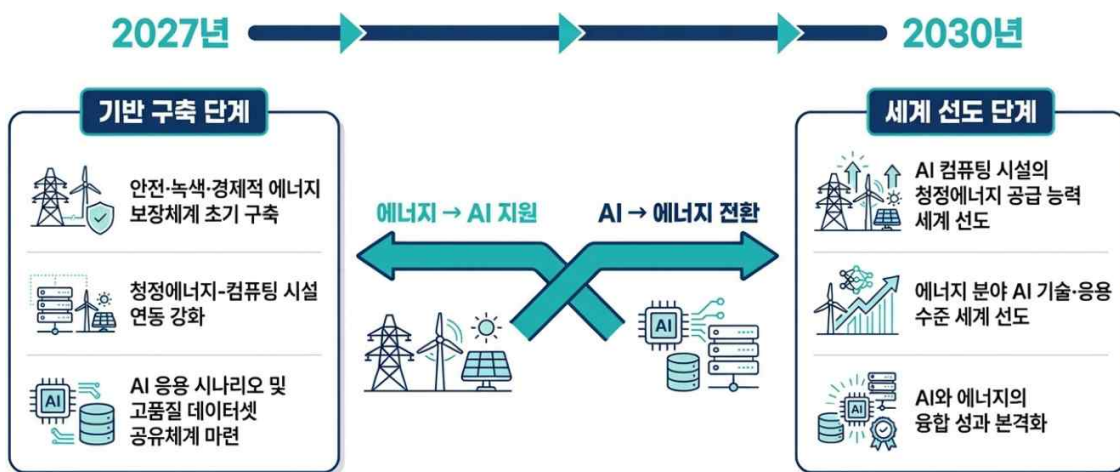 2027년
2030년
기반 구축 단계
안전·녹색·경제적 에너지
보장체계 초기 구축
청정에너지-컴퓨팅 시설
연동 강화
AI
AI 응용 시나리오 및
고품질 데이터셋
공유체계 마련
에너지 → AI 지원
AI → 에너지 전환
AI
세계 선도 단계
AI 컴퓨팅 시설의
청정에너지 공급 능력
세계 선도
에너지 분야 AI 기술·응용
수준 세계 선도
AI
AI와 에너지의
융합 성과 본격화